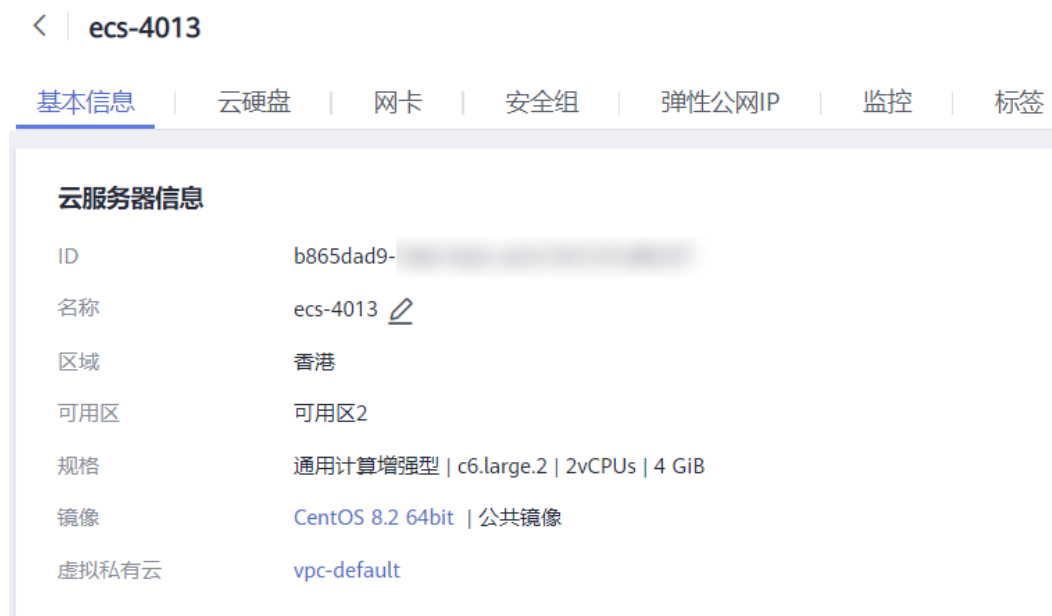 ecs-4013
基本信息 云硬盘 网卡 安全组 弹性公网IP 监控 标签
云服务器信息
ID b865dad9-
名称 ecs-4013
区域 香港
可用区 可用区2
规格 通用计算增强型 | c6.large.2 | 2vCPUs | 4 GiB
镜像 CentOS 8.2 64bit | 公共镜像
虚拟私有云 vpc-default